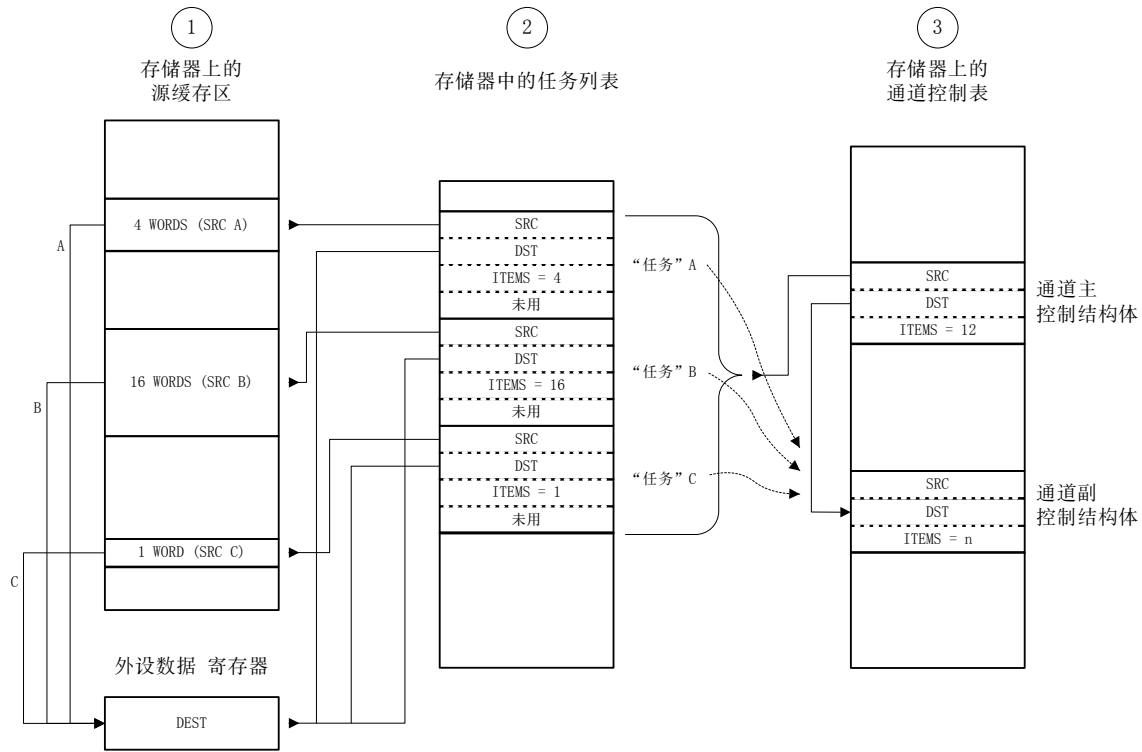 1
存储器上的
源缓存区
2
存储器中的任务列表
3
存储器上的
通道控制表
4 WORDS (SRC A)
16 WORDS (SRC B)
1 WORD (SRC C)
A
B
C
外设数据 寄存器
DEST
SRC
DST
ITEMS = 4
未用
SRC
DST
ITEMS = 16
未用
SRC
DST
ITEMS = 1
未用
“任务”A
“任务”B
“任务”C
SRC
DST
ITEMS = 12
通道主
控制结构体
SRC
DST
ITEMS = n
通道副
控制结构体